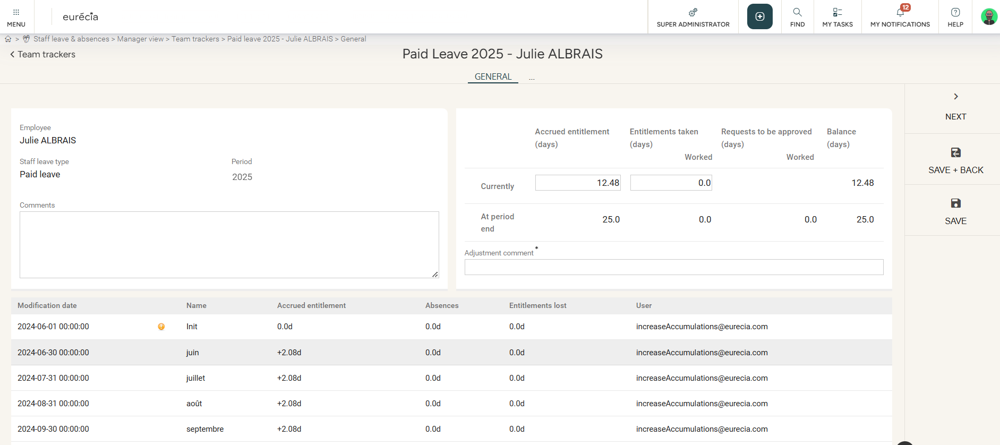 MENU
eurécia
SUPER ADMINISTRATOR
FIND
MY TASKS
12
MY NOTIFICATIONS
HELP
> Staff leave & absences > Manager view > Team trackers > Paid leave 2025 - Julie ALBRAIS > General
Team trackers
Paid Leave 2025 - Julie ALBRAIS
GENERAL ...
NEXT
SAVE + BACK
SAVE
Employee
Julie ALBRAIS
Staff leave type Period
Paid leave 2025
Comments
Accrued entitlement (days) Entitlements taken (days) Requests to be approved (days) Balance (days)
Worked Worked
Currently 12.48 0.0 12.48
At period end 25.0 0.0 0.0 25.0
Adjustment comment *
Modification date Name Accrued entitlement Absences Entitlements lost User
2024-06-01 00:00:00 Init 0.0d 0.0d 0.0d increaseAccumulations@eurecia.com
2024-06-30 00:00:00 juin +2.08d 0.0d 0.0d increaseAccumulations@eurecia.com
2024-07-31 00:00:00 juillet +2.08d 0.0d 0.0d increaseAccumulations@eurecia.com
2024-08-31 00:00:00 août +2.08d 0.0d 0.0d increaseAccumulations@eurecia.com
2024-09-30 00:00:00 septembre +2.08d 0.0d 0.0d increaseAccumulations@eurecia.com